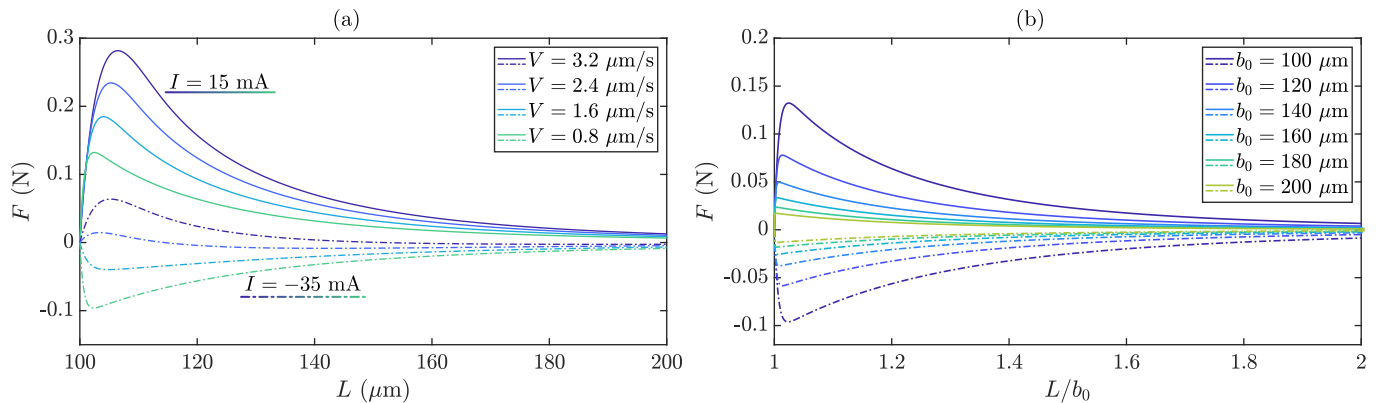 (a)
0.3
0.2
0.1
0
-0.1
F (N)
100
120
140
160
180
200
L (μm)
I = 15 mA
I = −35 mA
V = 3.2 μm/s
V = 2.4 μm/s
V = 1.6 μm/s
V = 0.8 μm/s
(b)
0.2
0.15
0.1
0.05
0
-0.05
-0.1
F (N)
1
1.2
1.4
1.6
1.8
2
L/b₀
b₀ = 100 μm
b₀ = 120 μm
b₀ = 140 μm
b₀ = 160 μm
b₀ = 180 μm
b₀ = 200 μm